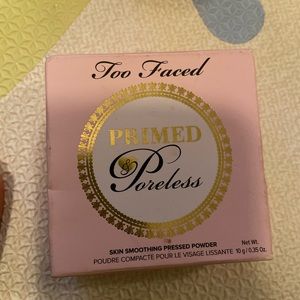 Too Faced
PRIMED
&
Poreless
SKIN SMOOTHING PRESSED POWDER
POUDRE COMPACTE POUR LE VISAGE LISSANTE
Net Wt.
10 g / 0.35 Oz.